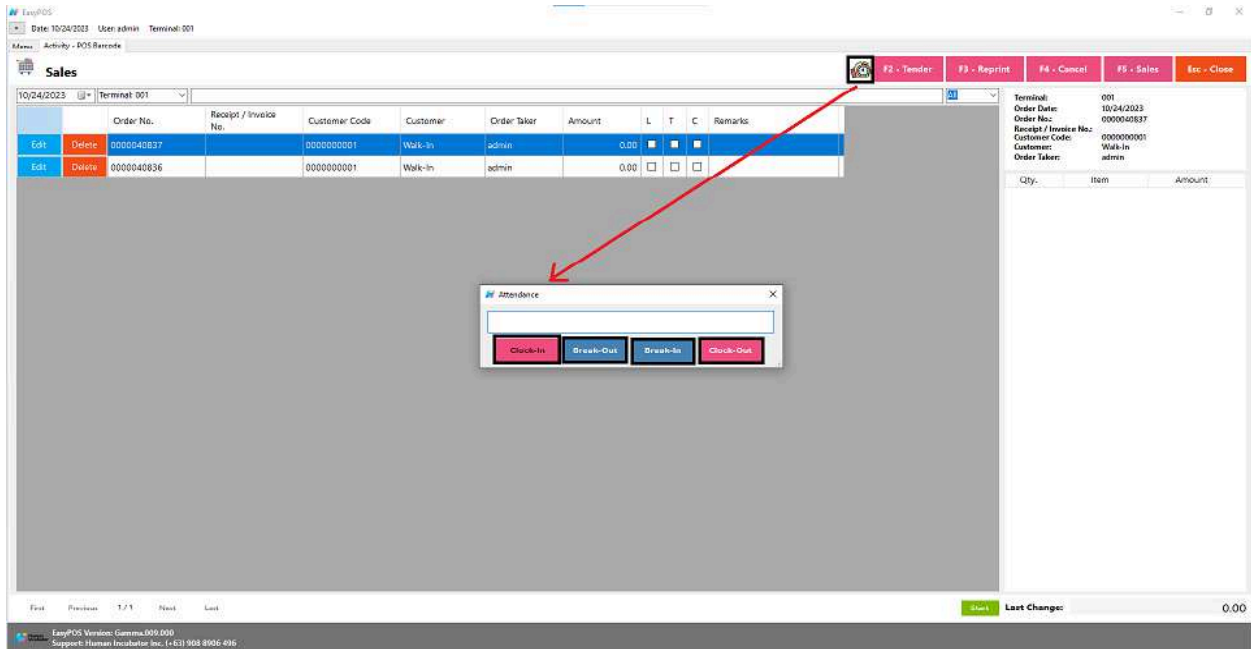 EasyPOS
Date: 10/24/2023 User: admin Terminal: 001
Menu Activity - POS Barcode
Sales
F2 - Tender F3 - Reprint F4 - Cancel F5 - Sales Esc - Close
10/24/2023 Terminal: 001 All
Order No. Receipt / Invoice No. Customer Code Customer Order Taker Amount L T C Remarks
Edit Delete 0000040837 0000000001 Walk-In admin 0.00
Edit Delete 0000040836 0000000001 Walk-In admin 0.00
Terminal: 001
Order Date: 10/24/2023
Order No.: 0000040837
Receipt / Invoice No.:
Customer Code: 0000000001
Customer: Walk-In
Order Taker: admin
Qty. Item Amount
Attendance
Clock-In Break-Out Break-In Clock-Out
First Previous 1 / 1 Next Last
Start Last Change: 0.00
EasyPOS Version: Gamma.009.000
Support: Human Incubator Inc. (+63) 908 8906 496